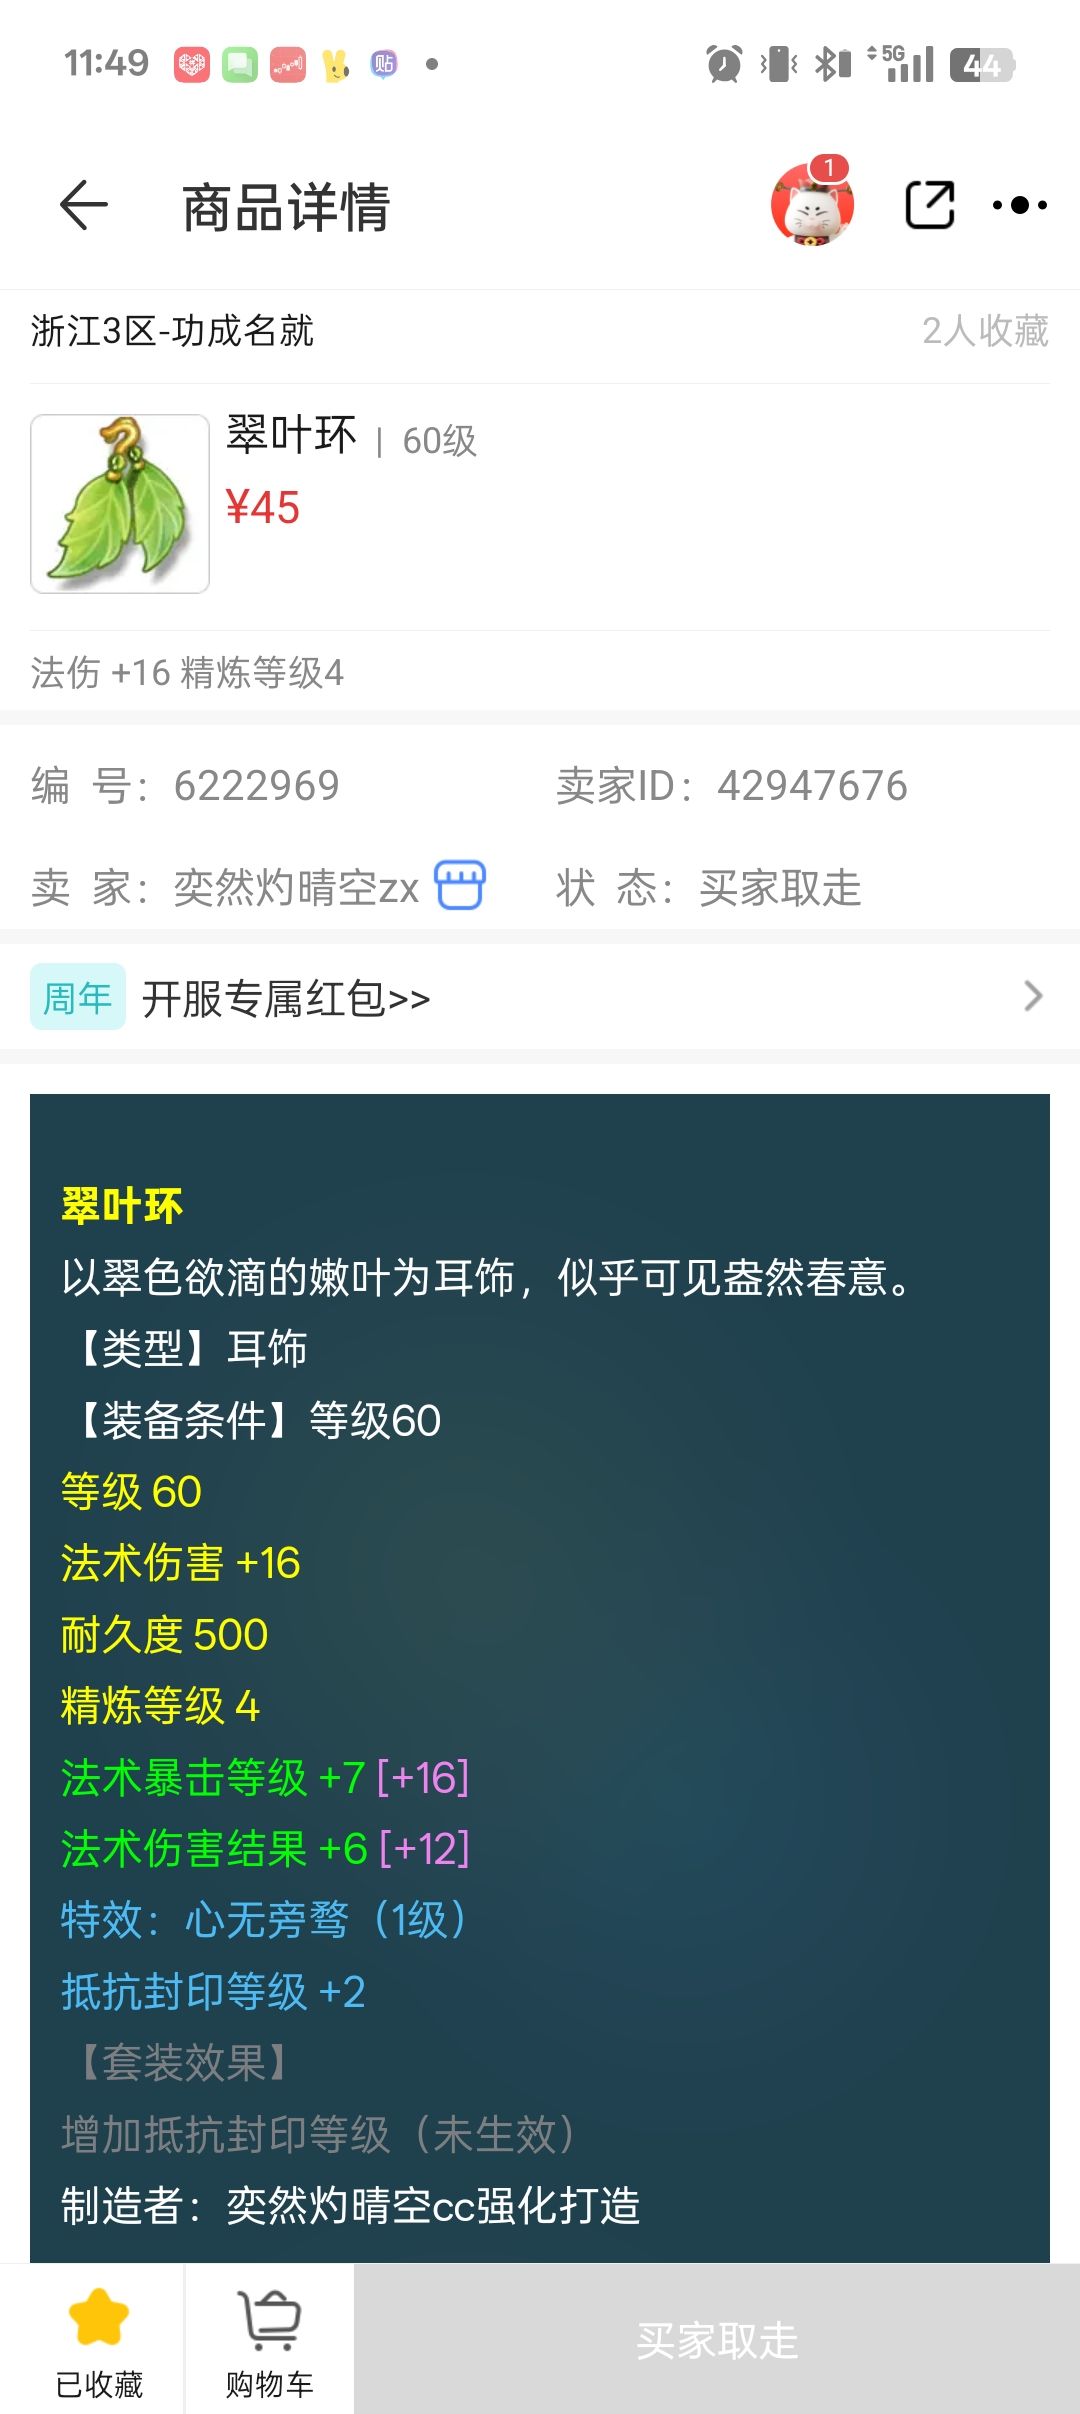 11:49 贴 5G 44
商品详情 1
浙江3区-功成名就 2人收藏
翠叶环 | 60级
¥45
法伤 +16 精炼等级4
编 号：6222969 卖家ID：42947676
卖 家：奕然灼晴空zx 状 态：买家取走
周年 开服专属红包>>
翠叶环
以翠色欲滴的嫩叶为耳饰，似乎可见盎然春意。
【类型】耳饰
【装备条件】等级60
等级 60
法术伤害 +16
耐久度 500
精炼等级 4
法术暴击等级 +7 [+16]
法术伤害结果 +6 [+12]
特效：心无旁骛（1级）
抵抗封印等级 +2
【套装效果】
增加抵抗封印等级（未生效）
制造者：奕然灼晴空cc强化打造
已收藏 购物车 买家取走